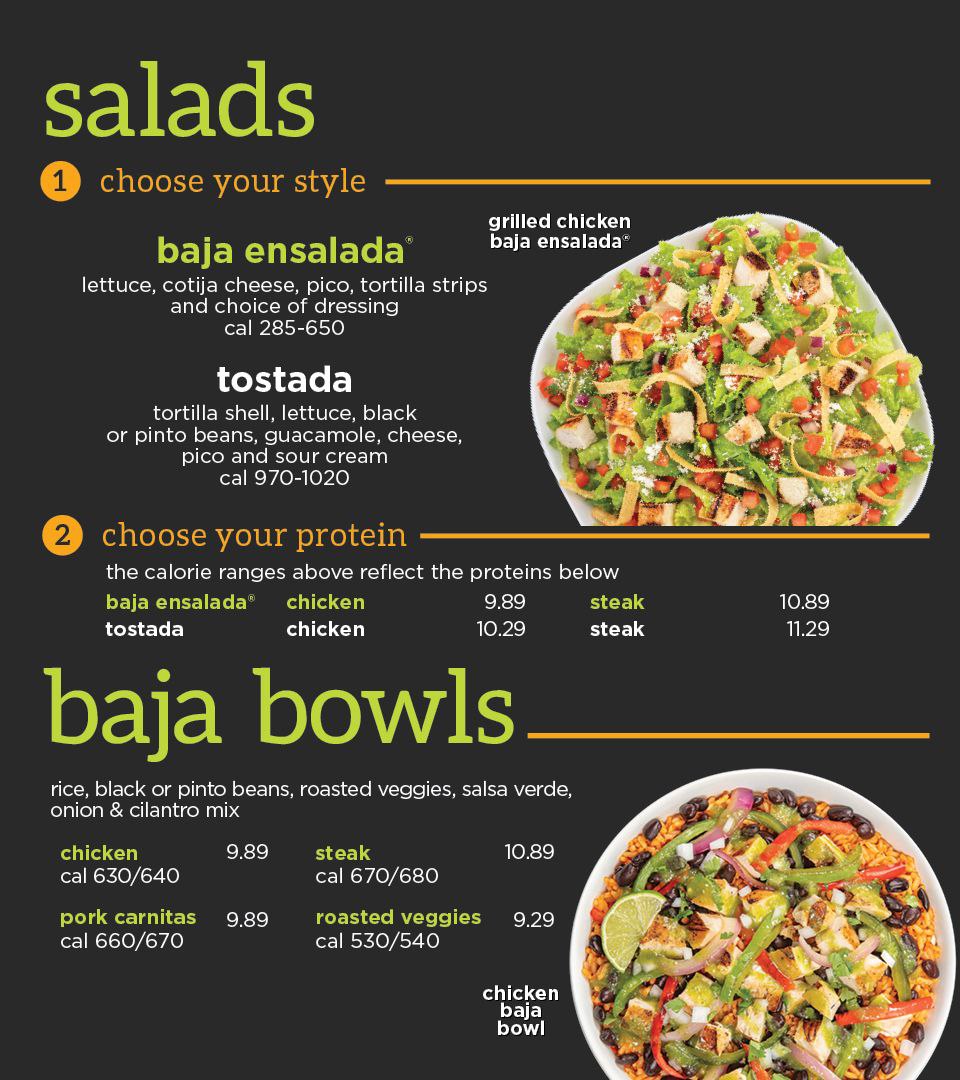 salads
1 choose your style
grilled chicken
baja ensalada®
baja ensalada®
lettuce, cotija cheese, pico, tortilla strips
and choice of dressing
cal 285-650
tostada
tortilla shell, lettuce, black
or pinto beans, guacamole, cheese,
pico and sour cream
cal 970-1020
2 choose your protein
the calorie ranges above reflect the proteins below
baja ensalada® chicken 9.89 steak 10.89
tostada chicken 10.29 steak 11.29
baja bowls
rice, black or pinto beans, roasted veggies, salsa verde,
onion & cilantro mix
chicken 9.89 steak 10.89
cal 630/640 cal 670/680
pork carnitas 9.89 roasted veggies 9.29
cal 660/670 cal 530/540
chicken
baja
bowl